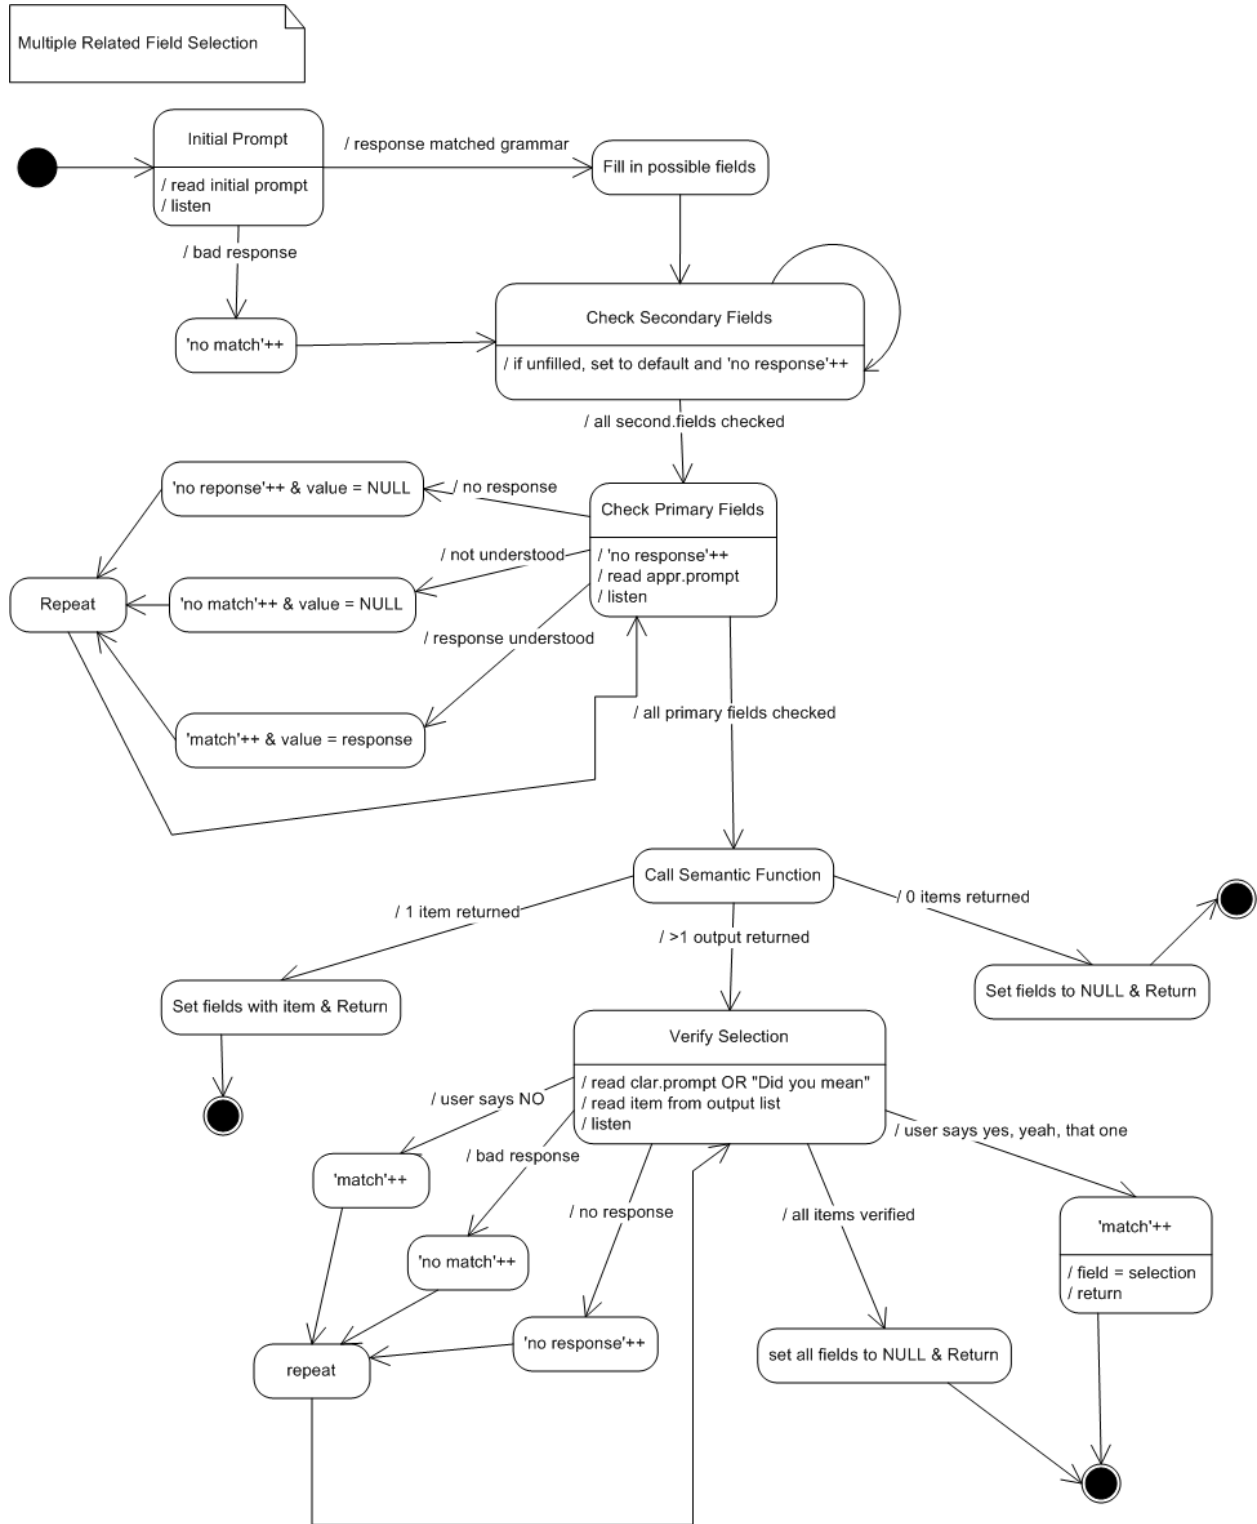 Multiple Related Field Selection
Initial Prompt
/ read initial prompt
/ listen
/ response matched grammar
Fill in possible fields
/ bad response
'no match'++
Check Secondary Fields
/ if unfilled, set to default and 'no response'++
/ all second.fields checked
'no reponse'++ & value = NULL
/ no response
Check Primary Fields
/ 'no response'++
/ read appr.prompt
/ listen
/ not understood
Repeat
'no match'++ & value = NULL
/ response understood
'match'++ & value = response
/ all primary fields checked
Call Semantic Function
/ 1 item returned
/ >1 output returned
/ 0 items returned
Set fields with item & Return
Set fields to NULL & Return
Verify Selection
/ read clar.prompt OR "Did you mean"
/ read item from output list
/ listen
/ user says NO
/ user says yes, yeah, that one
/ bad response
'match'++
/ no response
/ all items verified
'match'++
/ field = selection
/ return
'no match'++
'no response'++
set all fields to NULL & Return
repeat